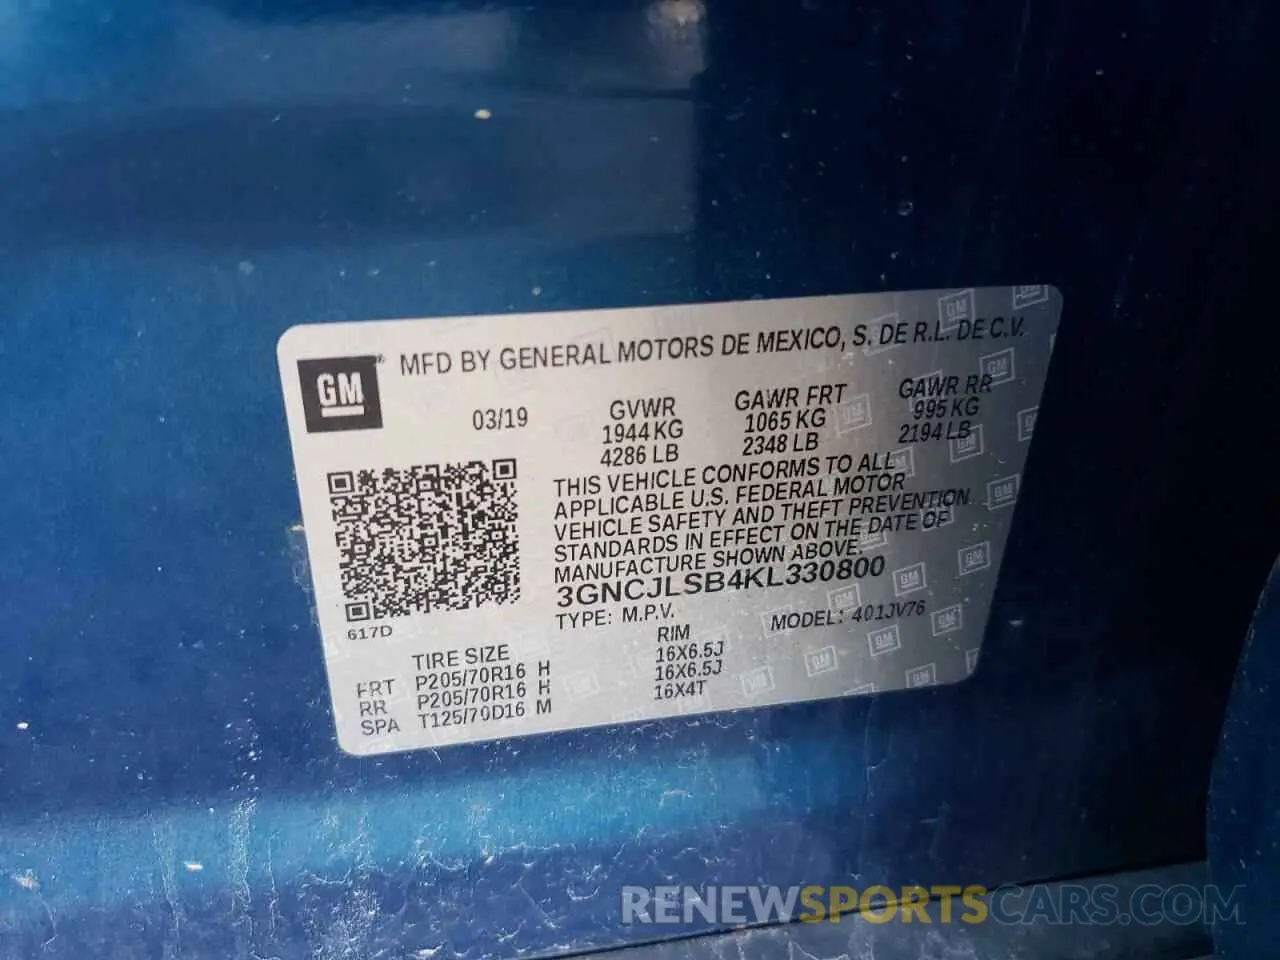 GM
MFD BY GENERAL MOTORS DE MEXICO, S. DE R.L. DE C.V.
03/19
GVWR GAWR FRT GAWR RR
1944 KG 1065 KG 995 KG
4286 LB 2348 LB 2194 LB
THIS VEHICLE CONFORMS TO ALL
APPLICABLE U.S. FEDERAL MOTOR
VEHICLE SAFETY AND THEFT PREVENTION
STANDARDS IN EFFECT ON THE DATE OF
MANUFACTURE SHOWN ABOVE.
3GNCJLSB4KL330800
TYPE: M.P.V. MODEL: 401JV76
617D
TIRE SIZE RIM
FRT P205/70R16 H 16X6.5J
RR P205/70R16 H 16X6.5J
SPA T125/70D16 M 16X4T
RENEWSPORTSCARS.COM